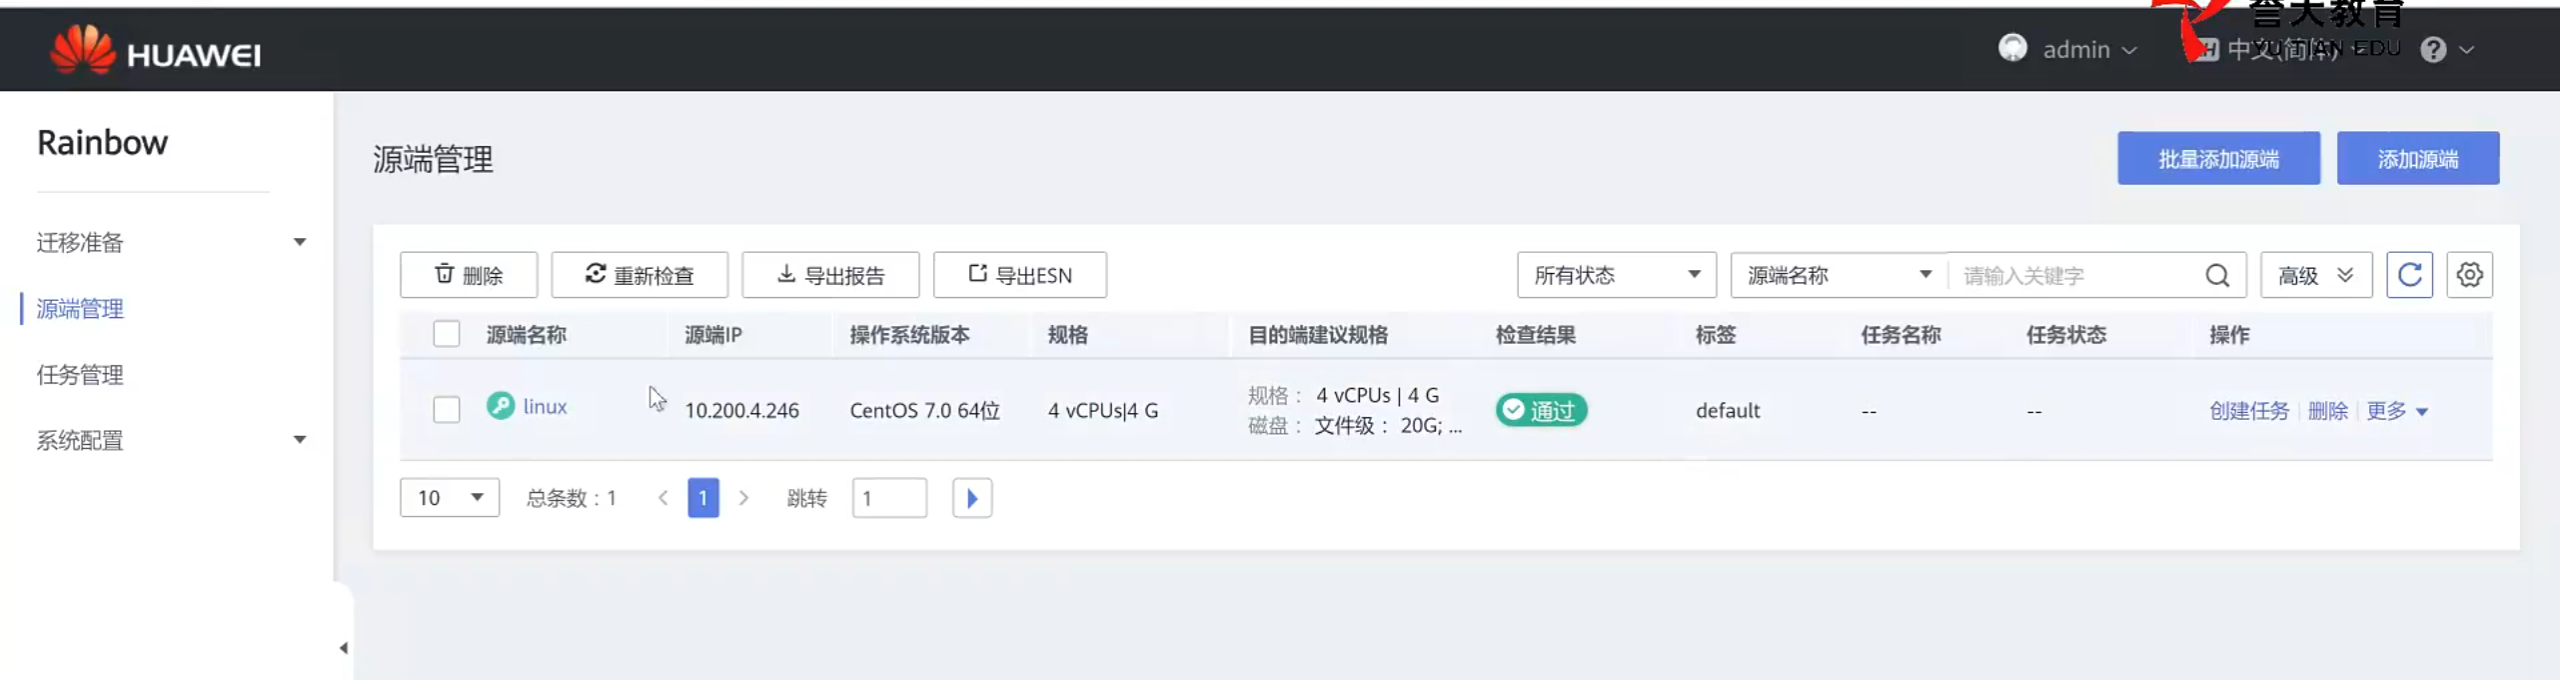 誉天教育
YU TIAN EDU
HUAWEI
admin
中文(简体)
Rainbow
迁移准备
源端管理
任务管理
系统配置
源端管理
批量添加源端
添加源端
删除
重新检查
导出报告
导出ESN
所有状态
源端名称
请输入关键字
高级
源端名称 源端IP 操作系统版本 规格 目的端建议规格 检查结果 标签 任务名称 任务状态 操作
linux 10.200.4.246 CentOS 7.0 64位 4 vCPUs|4 G 规格： 4 vCPUs | 4 G
磁盘： 文件级： 20G; ...
通过 default -- -- 创建任务 删除 更多
10 总条数：1 < 1 > 跳转 1